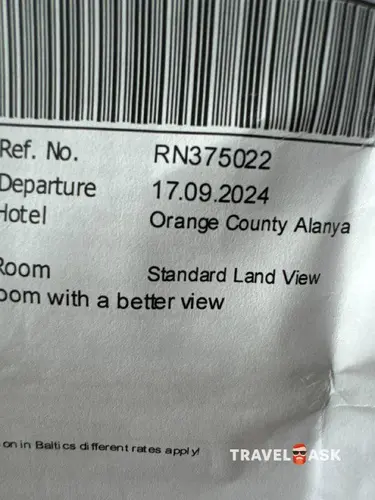 Ref. No. RN375022
Departure 17.09.2024
Hotel Orange County Alanya
Room Standard Land View
oom with a better view
on in Baltics different rates apply!
TRAVEL ASK